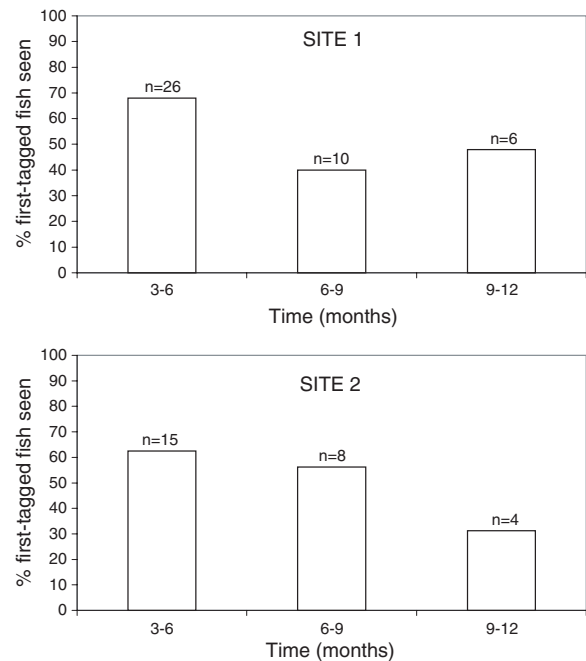 100
90
80
70
60
50
40
30
20
10
0
% first-tagged fish seen
SITE 1
n=26
n=10
n=6
3-6 6-9 9-12
Time (months)
100
90
80
70
60
50
40
30
20
10
0
% first-tagged fish seen
SITE 2
n=15
n=8
n=4
3-6 6-9 9-12
Time (months)